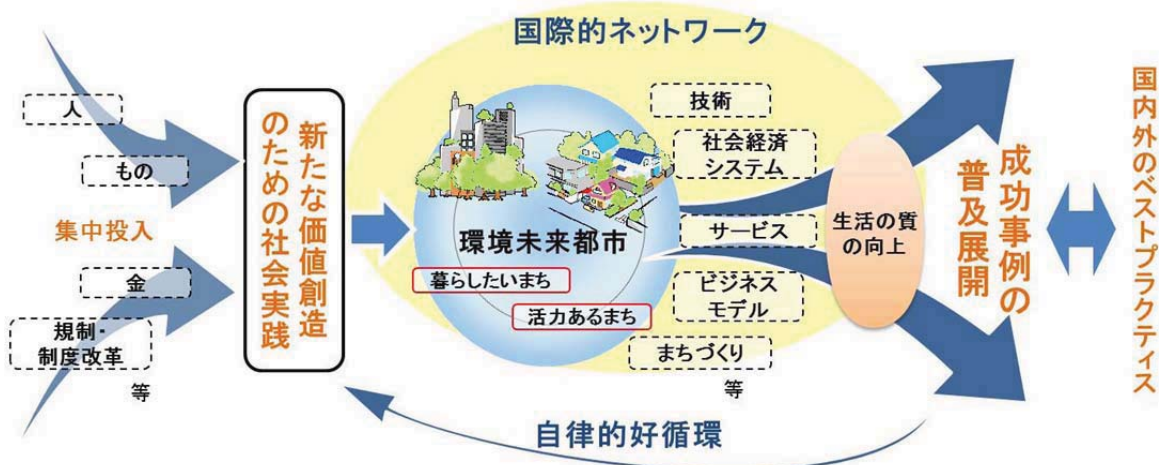 国際的ネットワーク
人
もの
集中投入
金
規制・
制度改革
等
新たな価値創造
のための社会実践
環境未来都市
暮らしたいまち
活力あるまち
技術
社会経済
システム
サービス
ビジネス
モデル
まちづくり
等
生活の質
の向上
成功事例の
普及展開
国内外のベストプラクティス
自律的好循環